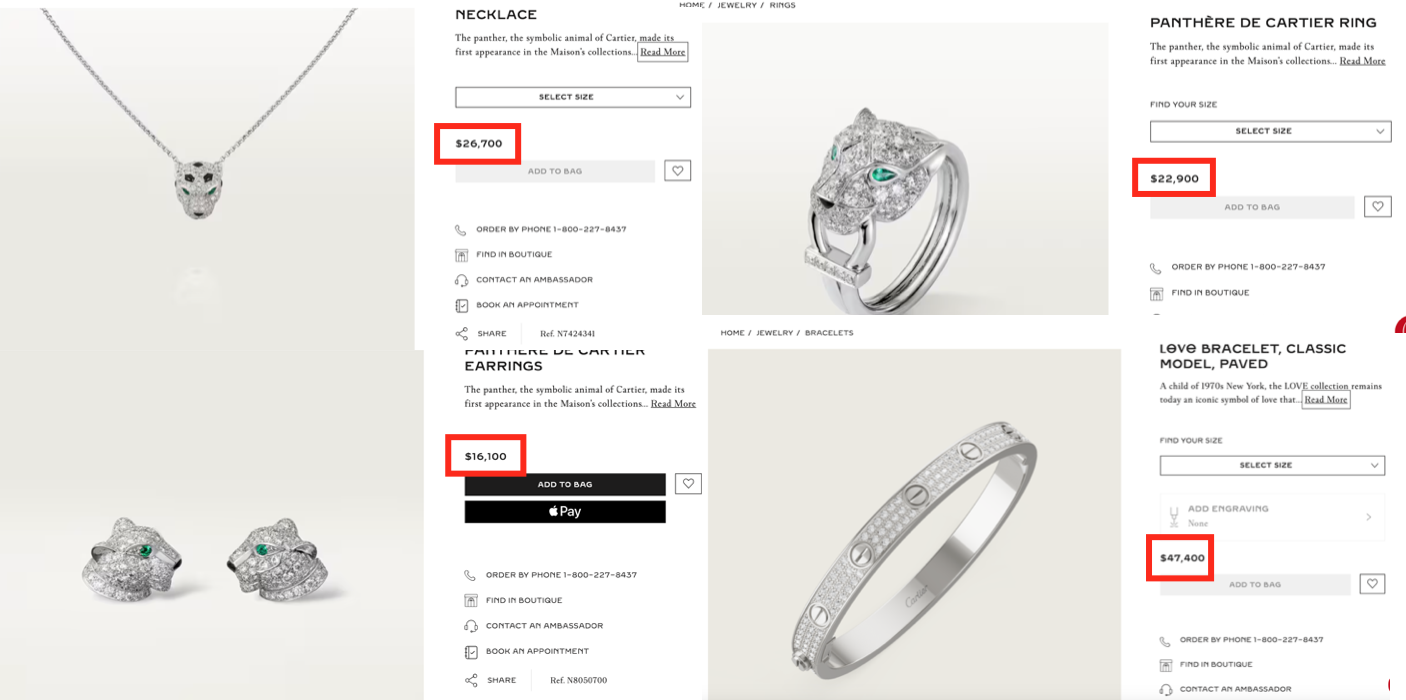 NECKLACE
The panther, the symbolic animal of Cartier, made its
first appearance in the Maison's collections... Read More
SELECT SIZE
$26,700
ADD TO BAG
ORDER BY PHONE 1-800-227-8437
FIND IN BOUTIQUE
CONTACT AN AMBASSADOR
BOOK AN APPOINTMENT
SHARE Ref. N7424341
HOME / JEWELRY / RINGS
PANTHÈRE DE CARTIER RING
The panther, the symbolic animal of Cartier, made its
first appearance in the Maison's collections... Read More
FIND YOUR SIZE
SELECT SIZE
$22,900
ADD TO BAG
ORDER BY PHONE 1-800-227-8437
FIND IN BOUTIQUE
PANTHÈRE DE CARTIER
EARRINGS
The panther, the symbolic animal of Cartier, made its
first appearance in the Maison's collections... Read More
$16,100
ADD TO BAG
Pay
ORDER BY PHONE 1-800-227-8437
FIND IN BOUTIQUE
CONTACT AN AMBASSADOR
BOOK AN APPOINTMENT
SHARE Ref. N8050700
HOME / JEWELRY / BRACELETS
Cartier
LOVE BRACELET, CLASSIC
MODEL, PAVED
A child of 1970s New York, the LOVE collection remains
today an iconic symbol of love that... Read More
FIND YOUR SIZE
SELECT SIZE
ADD ENGRAVING
None
$47,400
ADD TO BAG
ORDER BY PHONE 1-800-227-8437
FIND IN BOUTIQUE
CONTACT AN AMBASSADOR